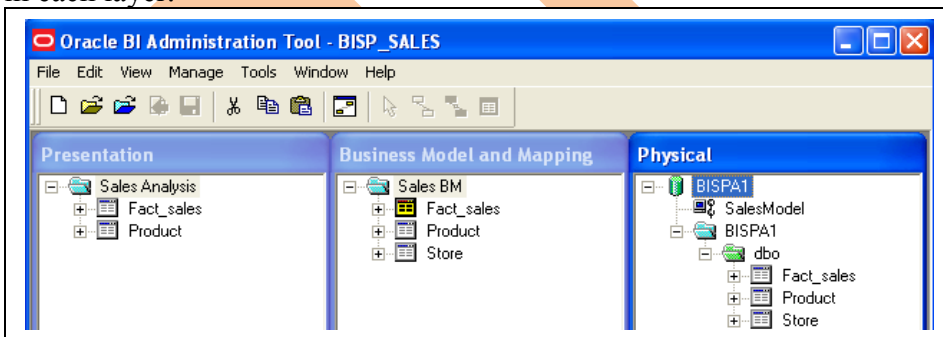 in each layer.
Oracle BI Administration Tool - BISP_SALES
File Edit View Manage Tools Window Help
Presentation
Sales Analysis
Fact_sales
Product
Business Model and Mapping
Sales BM
Fact_sales
Product
Store
Physical
BISPA1
SalesModel
BISPA1
dbo
Fact_sales
Product
Store